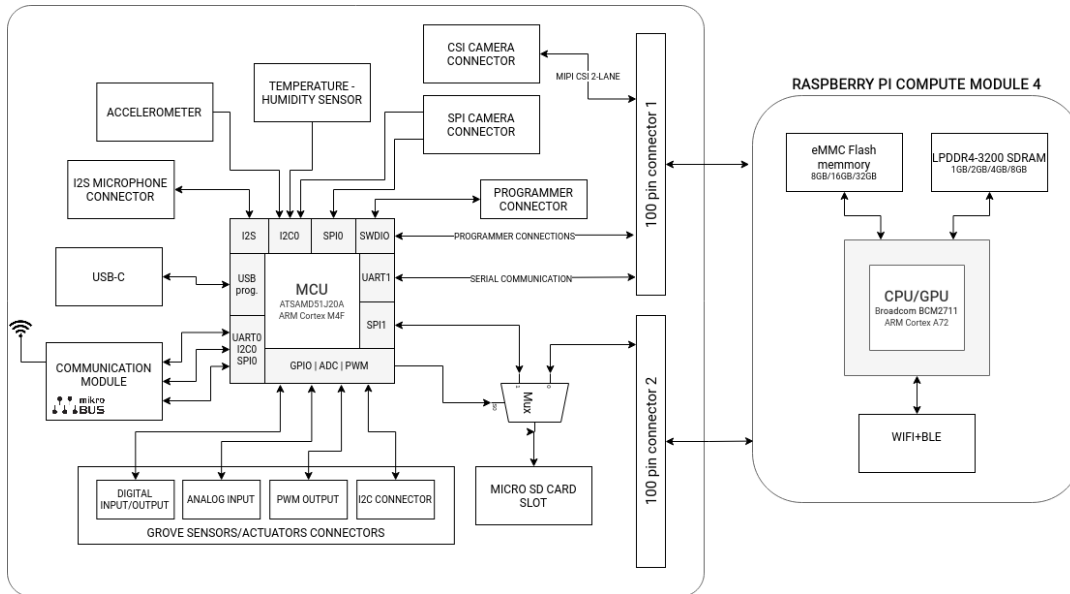 CSI CAMERA
CONNECTOR
MIPI CSI 2-LANE
100 pin connector 1
RASPBERRY PI COMPUTE MODULE 4
TEMPERATURE -
HUMIDITY SENSOR
ACCELEROMETER
SPI CAMERA
CONNECTOR
eMMC Flash
memmory
8GB/16GB/32GB
LPDDR4-3200 SDRAM
1GB/2GB/4GB/8GB
I2S MICROPHONE
CONNECTOR
PROGRAMMER
CONNECTOR
I2S
I2C0
SPI0
SWDIO
PROGRAMMER CONNECTIONS
USB-C
USB
prog.
MCU
ATSAMD51J20A
ARM Cortex M4F
UART1
SERIAL COMMUNICATION
CPU/GPU
Broadcom BCM2711
ARM Cortex A72
UART0
I2C0
SPI0
SPI1
GPIO | ADC | PWM
COMMUNICATION
MODULE
mikro
BUS
1
0
S0
Mux
100 pin connector 2
WIFI+BLE
DIGITAL
INPUT/OUTPUT
ANALOG INPUT
PWM OUTPUT
I2C CONNECTOR
GROVE SENSORS/ACTUATORS CONNECTORS
MICRO SD CARD
SLOT